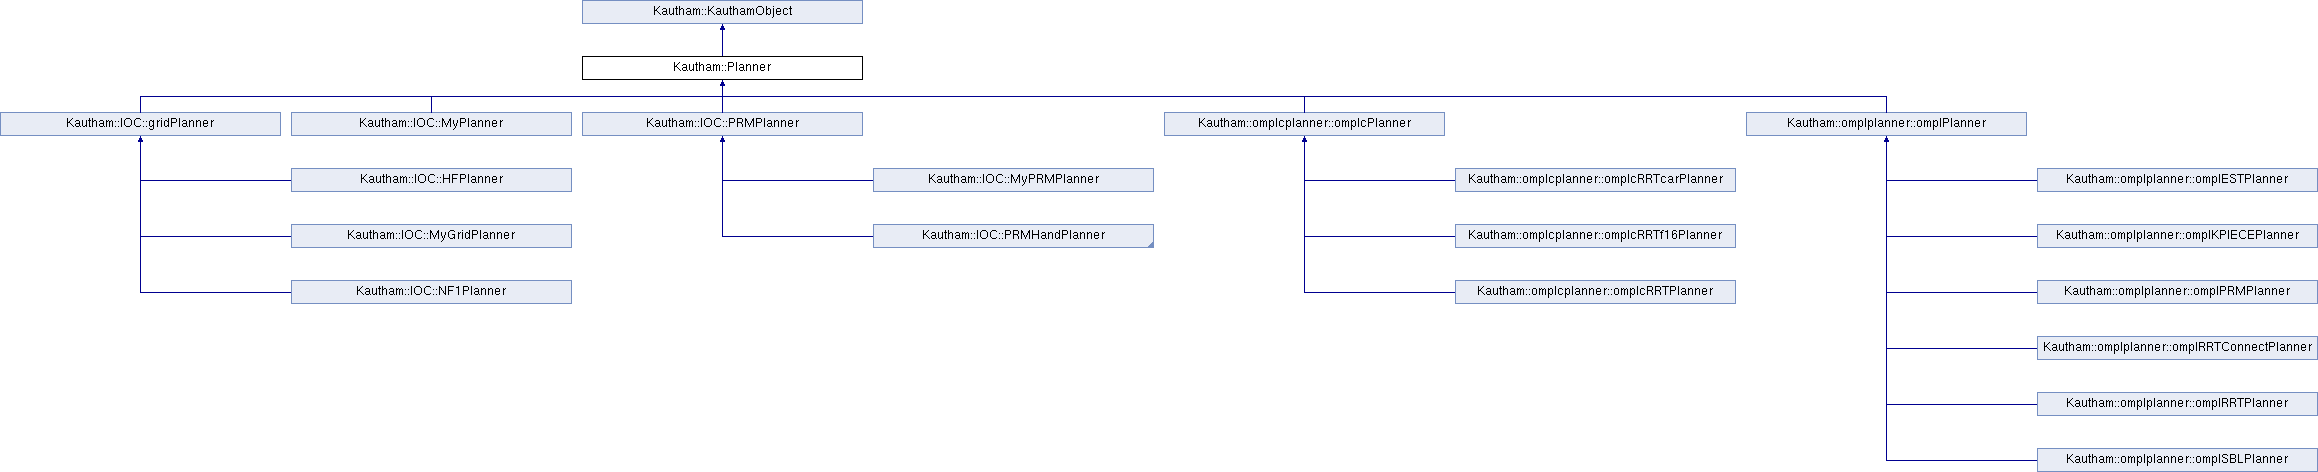 Kautham::KauthamObject
Kautham::Planner
Kautham::IOC::gridPlanner
Kautham::IOC::MyPlanner
Kautham::IOC::PRMPlanner
Kautham::omplcplanner::omplcPlanner
Kautham::omplplanner::omplPlanner
Kautham::IOC::HFPlanner
Kautham::IOC::MyPRMPlanner
Kautham::omplcplanner::omplcRRTcarPlanner
Kautham::omplplanner::omplESTPlanner
Kautham::IOC::MyGridPlanner
Kautham::IOC::PRMHandPlanner
Kautham::omplcplanner::omplcRRTf16Planner
Kautham::omplplanner::omplKPIECEPlanner
Kautham::IOC::NF1Planner
Kautham::omplcplanner::omplcRRTPlanner
Kautham::omplplanner::omplPRMPlanner
Kautham::omplplanner::omplRRTConnectPlanner
Kautham::omplplanner::omplRRTPlanner
Kautham::omplplanner::omplSBLPlanner